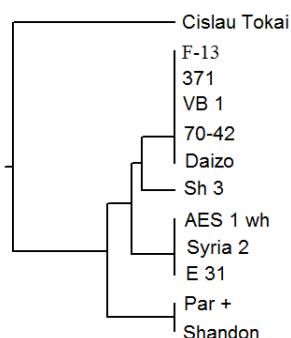 Cislau Tokai
F-13
371
VB 1
70-42
Daizo
Sh 3
AES 1 wh
Syria 2
E 31
Par +
Shandon